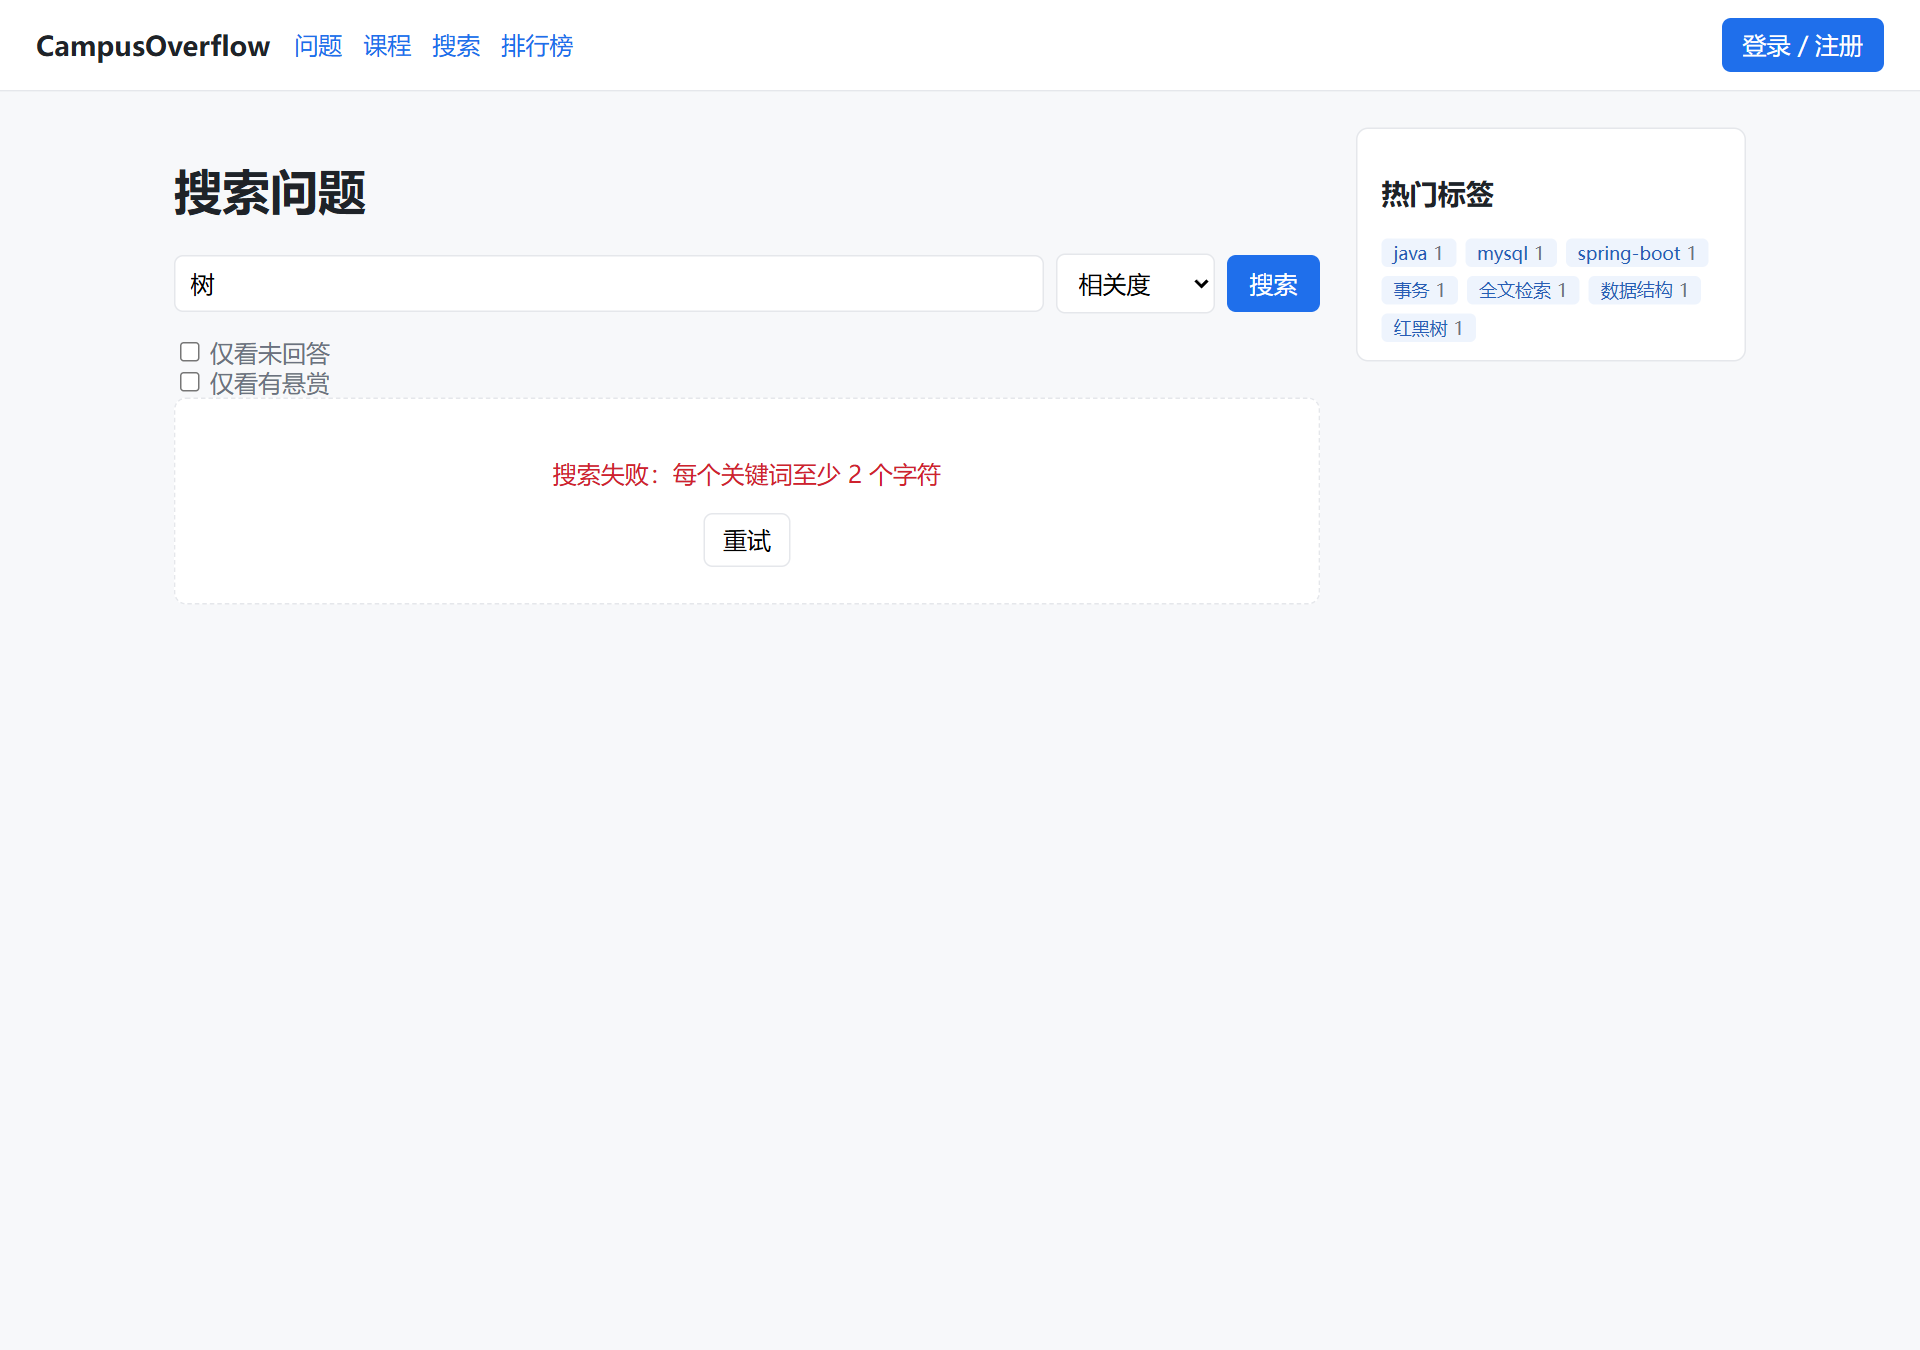 CampusOverflow 问题 课程 搜索 排行榜 登录 / 注册
搜索问题
树 相关度 搜索
仅看未回答
仅看有悬赏
搜索失败：每个关键词至少 2 个字符
重试
热门标签
java 1 mysql 1 spring-boot 1
事务 1 全文检索 1 数据结构 1
红黑树 1